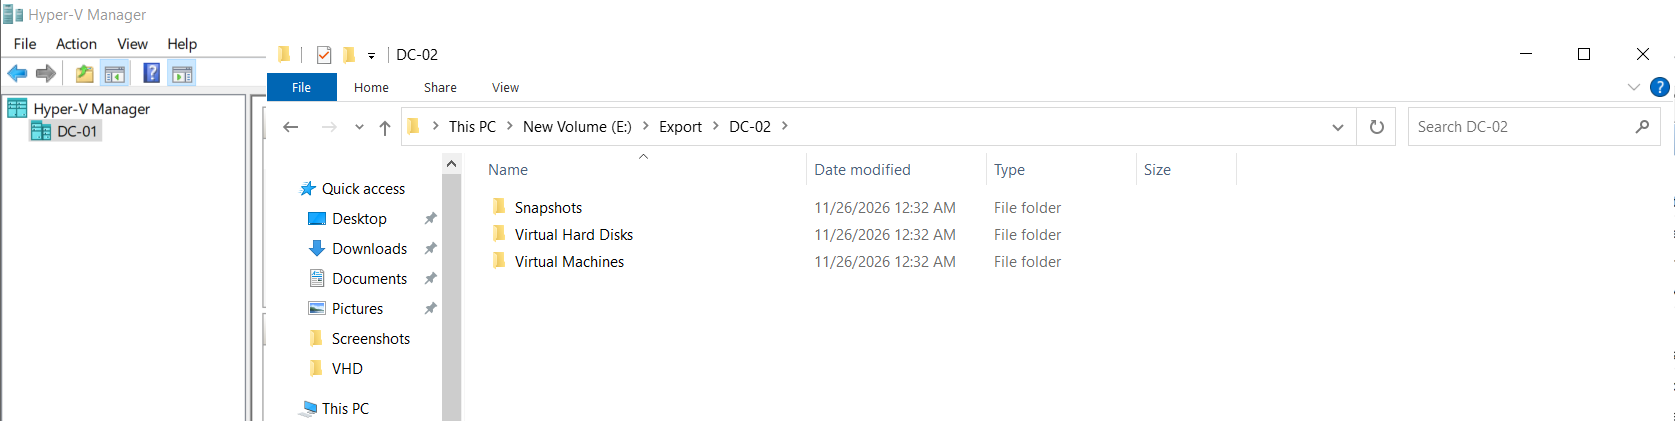 Hyper-V Manager
File Action View Help
DC-02
File Home Share View
Hyper-V Manager
DC-01
This PC New Volume (E:) Export DC-02
Search DC-02
Name Date modified Type Size
Quick access
Desktop
Downloads
Documents
Pictures
Screenshots
VHD
This PC
Snapshots 11/26/2026 12:32 AM File folder
Virtual Hard Disks 11/26/2026 12:32 AM File folder
Virtual Machines 11/26/2026 12:32 AM File folder